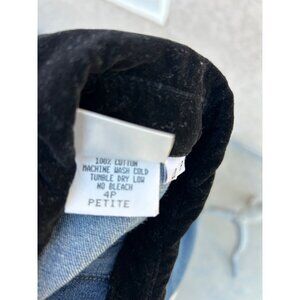 100% COTTON
MACHINE WASH COLD
TUMBLE DRY LOW
NO BLEACH
4P
PETITE